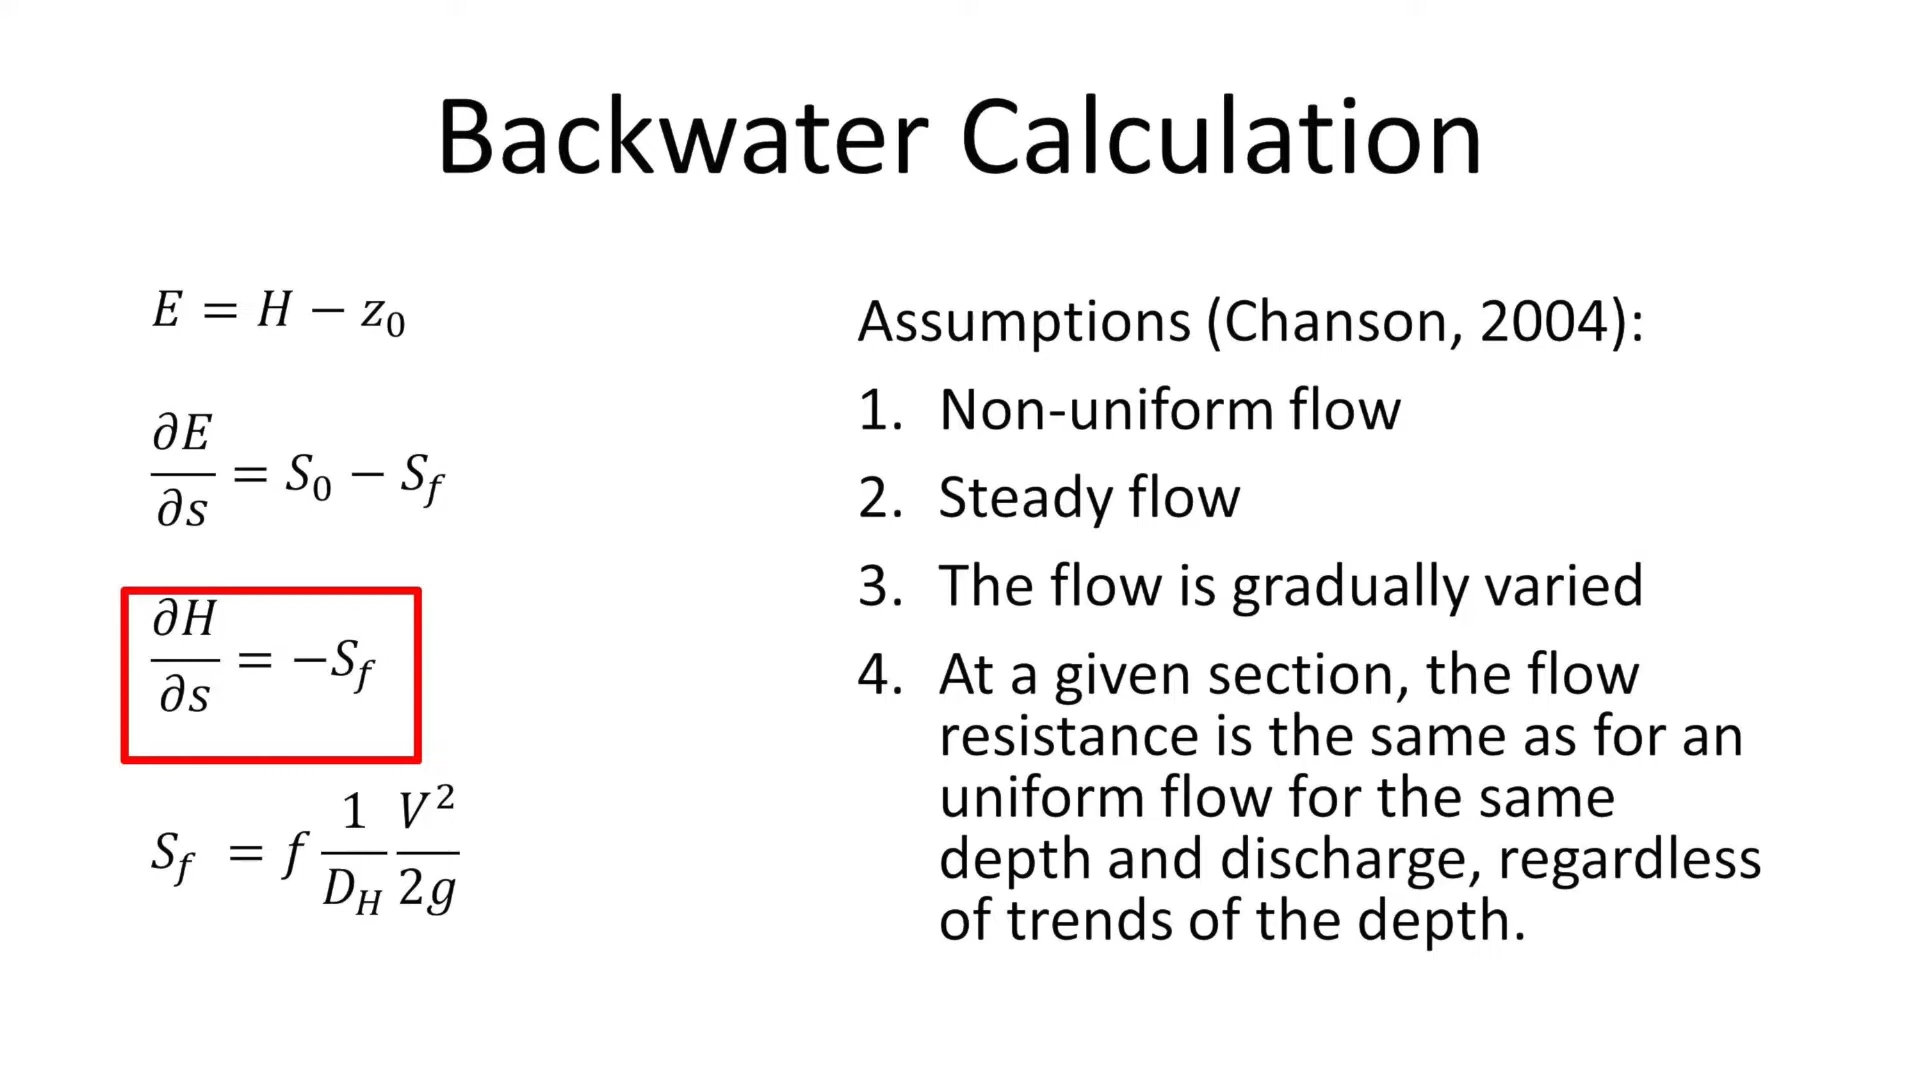 Backwater Calculation
E = H − z₀
∂E/∂s = S₀ − S_f
∂H/∂s = −S_f
S_f = f 1/D_H V²/2g
Assumptions (Chanson, 2004):
1. Non-uniform flow
2. Steady flow
3. The flow is gradually varied
4. At a given section, the flow
resistance is the same as for an
uniform flow for the same
depth and discharge, regardless
of trends of the depth.